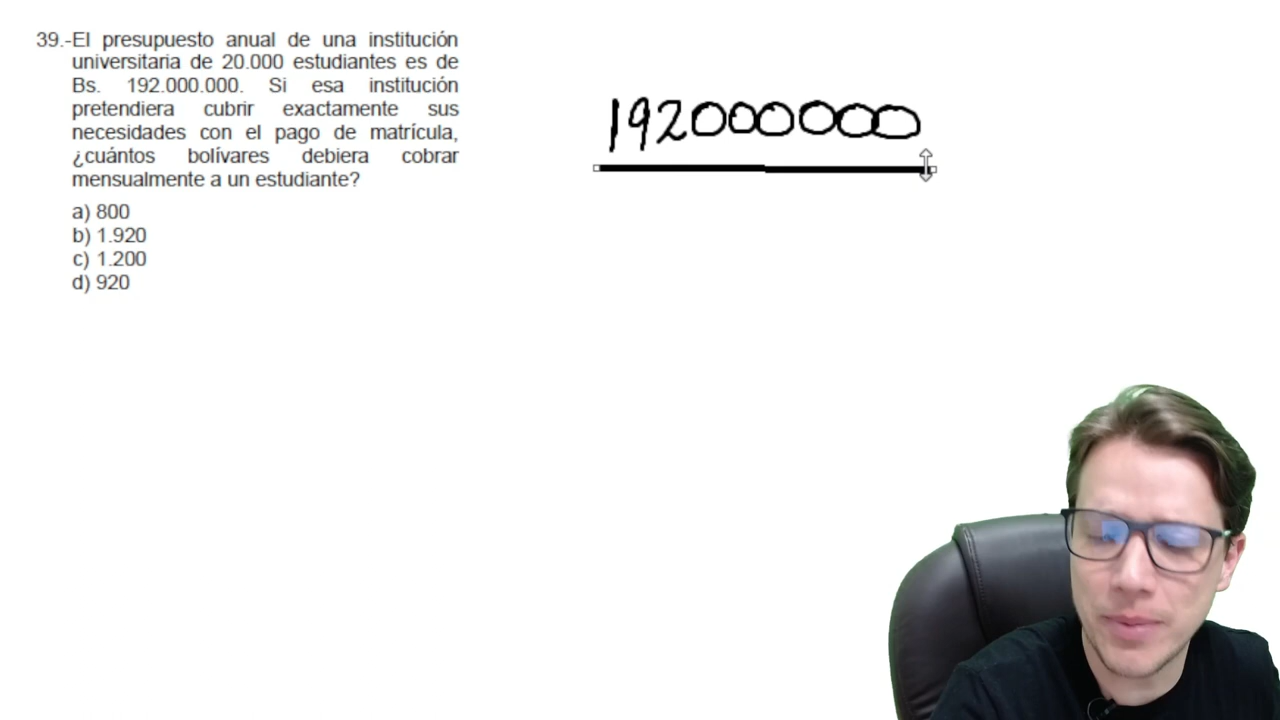 39.-El presupuesto anual de una institución
universitaria de 20.000 estudiantes es de
Bs. 192.000.000. Si esa institución
pretendiera cubrir exactamente sus
necesidades con el pago de matrícula,
¿cuántos bolívares debiera cobrar
mensualmente a un estudiante?
a) 800
b) 1.920
c) 1.200
d) 920
192000000